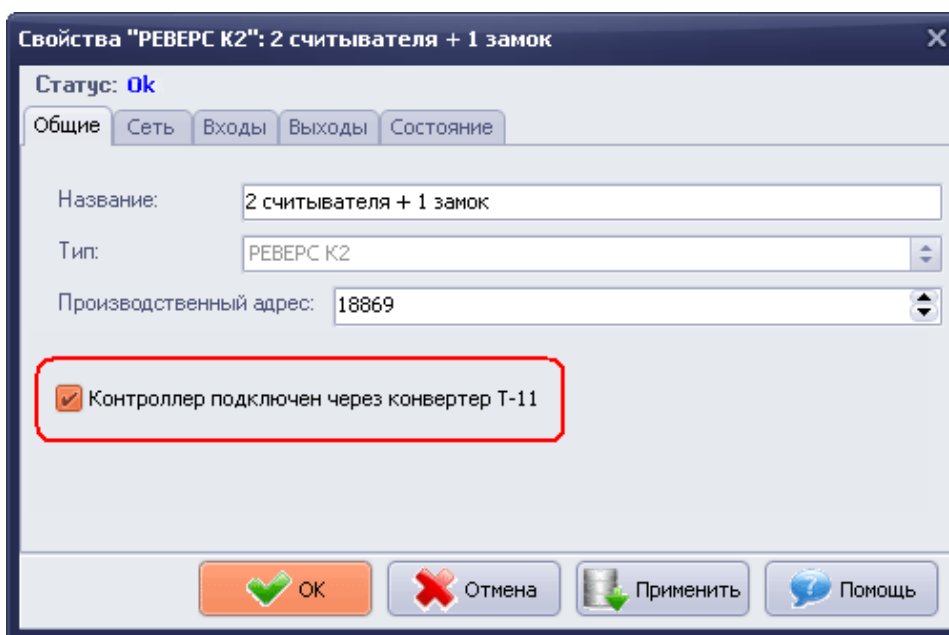 Свойства "РЕВЕРС К2": 2 считывателя + 1 замок
Статус: Ok
Общие Сеть Входы Выходы Состояние
Название: 2 считывателя + 1 замок
Тип: РЕВЕРС К2
Производственный адрес: 18869
Контроллер подключен через конвертер Т-11
OK Отмена Применить Помощь